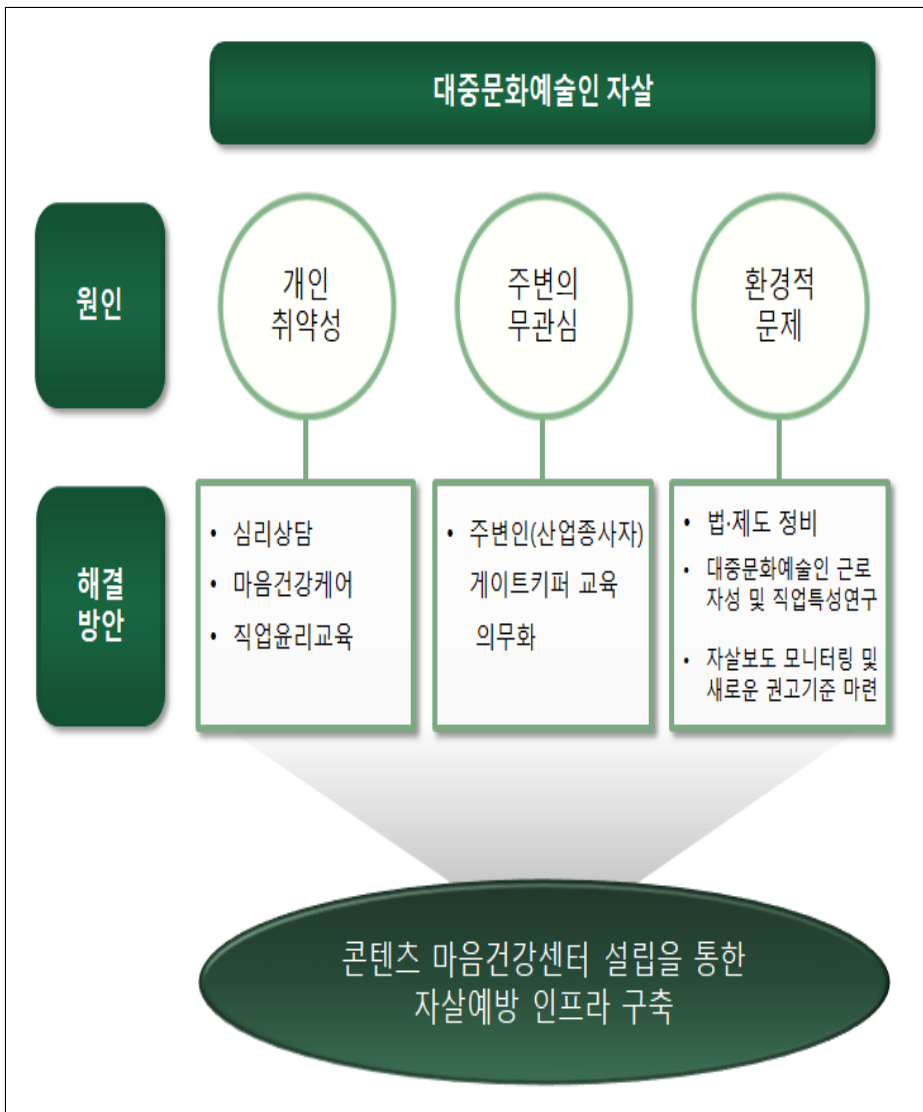 대중문화예술인 자살
원인
개인
취약성
주변의
무관심
환경적
문제
해결
방안
• 심리상담
• 마음건강케어
• 직업윤리교육
• 주변인(산업종사자)
게이트키퍼 교육
의무화
• 법·제도 정비
• 대중문화예술인 근로
자성 및 직업특성연구
• 자살보도 모니터링 및
새로운 권고기준 마련
콘텐츠 마음건강센터 설립을 통한
자살예방 인프라 구축